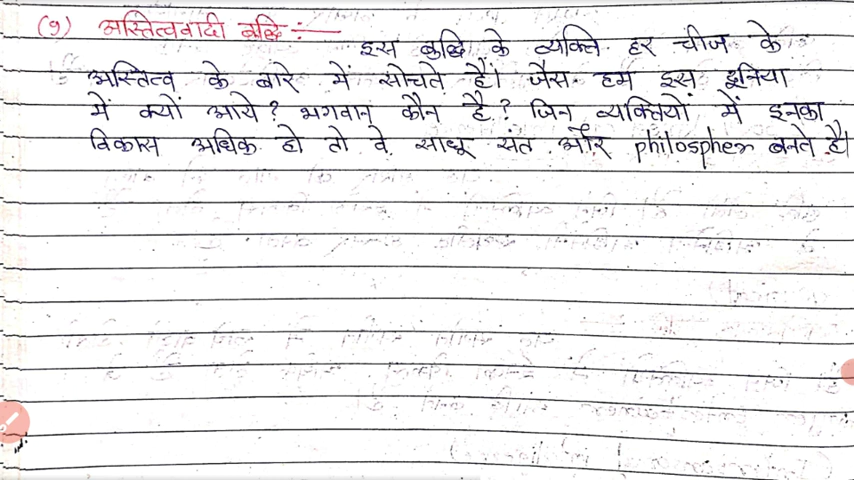 (9) अस्तित्ववादी बुद्धि :—
इस बुद्धि के व्यक्ति हर चीज के
अस्तित्व के बारे में सोचते हैं। जैस हम इस दुनिया
में क्यों आये? भगवान कौन है? जिन व्यक्तियों में इनका
विकास अधिक हो तो वे साधू संत और philospher बनते है।